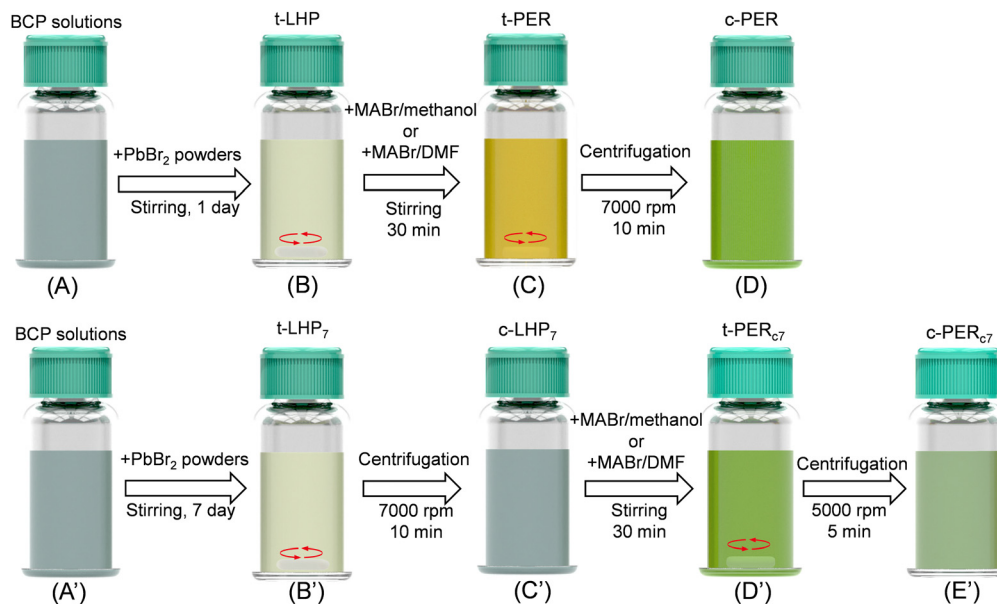 BCP solutions
t-LHP
t-PER
c-PER
+PbBr₂ powders
Stirring, 1 day
+MABr/methanol
or
+MABr/DMF
Stirring
30 min
Centrifugation
7000 rpm
10 min
(A)
(B)
(C)
(D)
BCP solutions
t-LHP₇
c-LHP₇
t-PERc7
c-PERc7
+PbBr₂ powders
Stirring, 7 day
Centrifugation
7000 rpm
10 min
+MABr/methanol
or
+MABr/DMF
Stirring
30 min
Centrifugation
5000 rpm
5 min
(A')
(B')
(C')
(D')
(E')